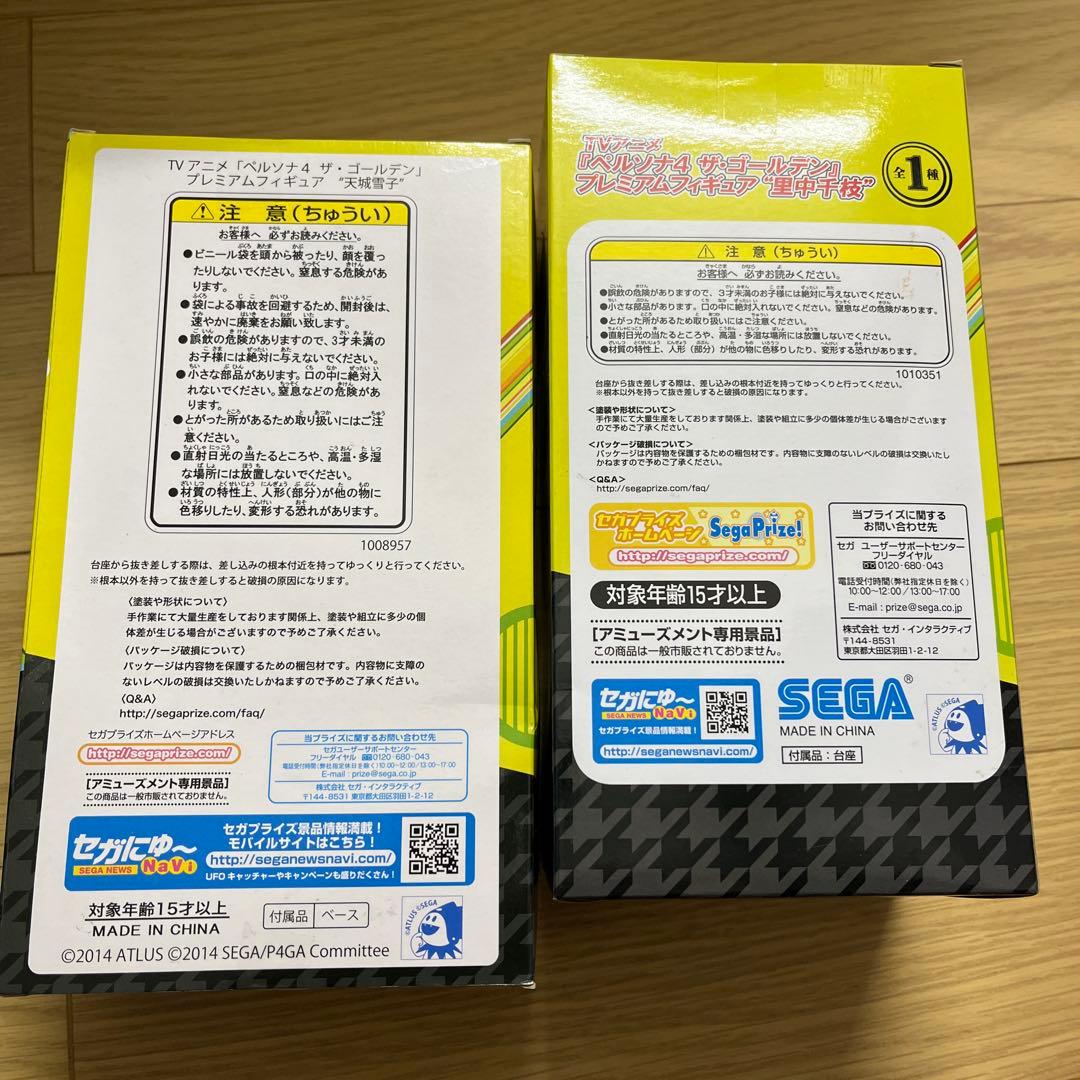 TV アニメ「ペルソナ4 ザ・ゴールデン」
プレミアムフィギュア “天城雪子”
注 意(ちゅうい)
お客様へ 必ずお読みください。
●ビニール袋を頭から被ったり、顔を覆っ
たりしないでください。窒息する危険があ
ります。
●袋による事故を回避するため、開封後は、
速やかに廃棄をお願い致します。
●誤飲の危険がありますので、3才未満の
お子様には絶対に与えないでください。
●小さな部品があります。口の中に絶対入
れないでください。窒息などの危険があ
ります。
●とがった所があるため取り扱いにはご注
意ください。
●直射日光の当たるところや、高温・多湿
な場所には放置しないでください。
●材質の特性上、人形(部分)が他の物に
色移りしたり、変形する恐れがあります。
1008957
台座から抜き差しする際は、差し込みの根本付近を持ってゆっくりと行ってください。
※根本以外を持って抜き差しすると破損の原因になります。
〈塗装や形状について〉
手作業にて大量生産をしております関係上、塗装や組立に多少の個
体差が生じる場合がございますので予めご了承ください。
〈パッケージ破損について〉
パッケージは内容物を保護するための梱包材です。内容物に支障の
ないレベルの破損は交換いたしかねますので予めご了承ください。
〈Q&A〉
http://segaprize.com/faq/
セガプライズホームページアドレス
http://segaprize.com/
【アミューズメント専用景品】
この商品は一般市販されておりません。
当プライズに関するお問い合わせ先
セガユーザーサポートセンター
フリーダイヤル 0120-680-043
電話受付時間(弊社指定休日を除く)10:00~12:00/13:00~17:00
E-mail : prize@sega.co.jp
株式会社 セガ・インタラクティブ
〒144-8531 東京都大田区羽田1-2-12
セガにゅ～
SEGA NEWS NaVi
セガプライズ景品情報満載!
モバイルサイトはこちら!
http://seganewsnavi.com/
UFOキャッチャーやキャンペーンも盛りだくさん!
対象年齢15才以上
MADE IN CHINA
付属品 ベース
©ATLUS ©SEGA
©2014 ATLUS ©2014 SEGA/P4GA Committee
TVアニメ
『ペルソナ4 ザ・ゴールデン』
プレミアムフィギュア “里中千枝”
全1種
注 意(ちゅうい)
お客様へ 必ずお読みください。
●誤飲の危険がありますので、3才未満のお子様には絶対に与えないでください。
●小さな部品があります。口の中に絶対入れないでください。窒息などの危険があります。
●とがった所があるため取り扱いにはご注意ください。
●直射日光の当たるところや、高温・多湿な場所には放置しないでください。
●材質の特性上、人形(部分)が他の物に色移りしたり、変形する恐れがあります。
1010351
台座から抜き差しする際は、差し込みの根本付近を持ってゆっくりと行ってください。
※根本以外を持って抜き差しすると破損の原因になります。
<塗装や形状について>
手作業にて大量生産をしております関係上、塗装や組立に多少の個体差が生じる場合がございます
ので予めご了承ください。
<パッケージ破損について>
パッケージは内容物を保護するための梱包材です。内容物に支障のないレベルの破損は交換いたし
かねますので予めご了承ください。
<Q&A>
http://segaprize.com/faq/
セガプライズ
ホームページ
SegaPrize!
http://segaprize.com/
対象年齢15才以上
【アミューズメント専用景品】
この商品は一般市販されておりません。
当プライズに関する
お問い合わせ先
セガ ユーザーサポートセンター
フリーダイヤル
0120-680-043
電話受付時間(弊社指定休日を除く)
10:00~12:00/13:00~17:00
E-mail : prize@sega.co.jp
株式会社 セガ・インタラクティブ
〒144-8531
東京都大田区羽田1-2-12
セガにゅ～
SEGA NEWS NaVi
セガプライズ景品情報満載!
http://seganewsnavi.com/
SEGA®
MADE IN CHINA
付属品：台座
©ATLUS ©SEGA